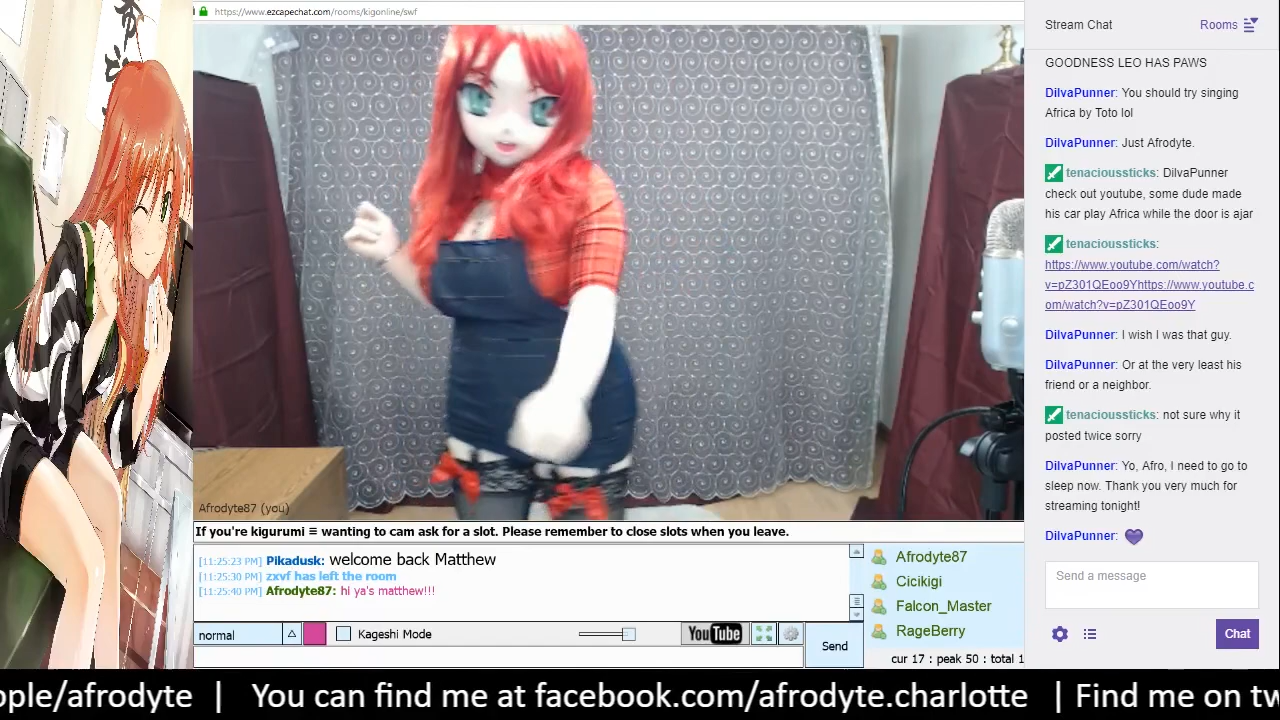 https://www.ezcapechat.com/rooms/kigonline/swf
Stream Chat
Rooms
GOODNESS LEO HAS PAWS
DilvaPunner: You should try singing
Africa by Toto lol
DilvaPunner: Just Afrodyte.
tenacioussticks: DilvaPunner
check out youtube, some dude made
his car play Africa while the door is ajar
tenacioussticks:
https://www.youtube.com/watch?
v=pZ301QEoo9Yhttps://www.youtube.c
om/watch?v=pZ301QEoo9Y
DilvaPunner: I wish I was that guy.
DilvaPunner: Or at the very least his
friend or a neighbor.
tenacioussticks: not sure why it
posted twice sorry
DilvaPunner: Yo, Afro, I need to go to
sleep now. Thank you very much for
streaming tonight!
DilvaPunner: 💜
Send a message
Chat
Afrodyte87 (you)
If you're kigurumi ≡ wanting to cam ask for a slot. Please remember to close slots when you leave.
[11:25:23 PM] Pikadusk: welcome back Matthew
[11:25:30 PM] zxvf has left the room
[11:25:40 PM] Afrodyte87: hi ya's matthew!!!
Afrodyte87
Cicikigi
Falcon_Master
RageBerry
normal
Kageshi Mode
YouTube
Send
cur 17 : peak 50 : total 1
ople/afrodyte | You can find me at facebook.com/afrodyte.charlotte | Find me on tw